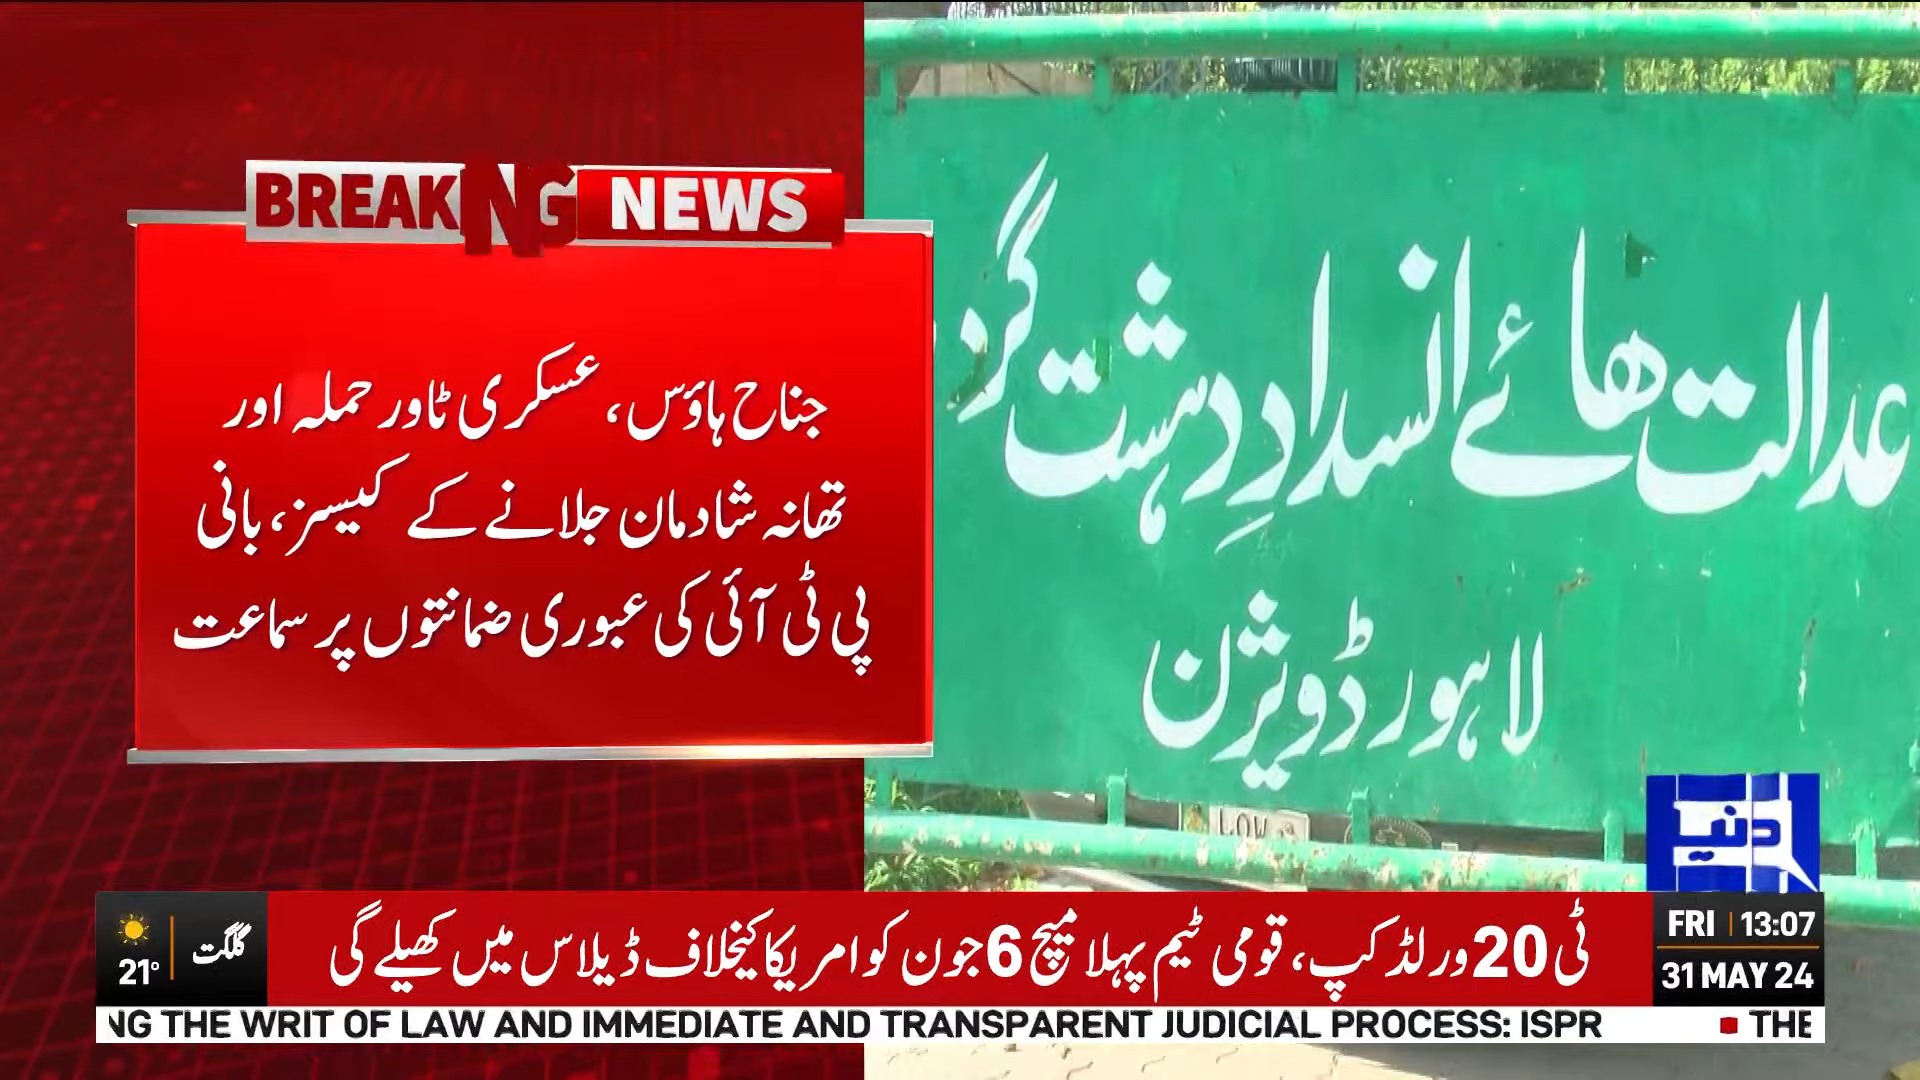 BREAKING NEWS
جناح ہاؤس، عسکری ٹاور حملہ اور
تھانہ شادمان جلانے کے کیسز، بانی
پی ٹی آئی کی عبوری ضمانتوں پر سماعت
عدالت ھائے انسدادِ دہشت گرد
لاہور ڈویژن
دنیا
گلگت
21°
ٹی 20 ورلڈ کپ، قومی ٹیم پہلا میچ 6 جون کو امریکا کیخلاف ڈیلاس میں کھیلے گی
FRI 13:07
31 MAY 24
NG THE WRIT OF LAW AND IMMEDIATE AND TRANSPARENT JUDICIAL PROCESS: ISPR ■ THE